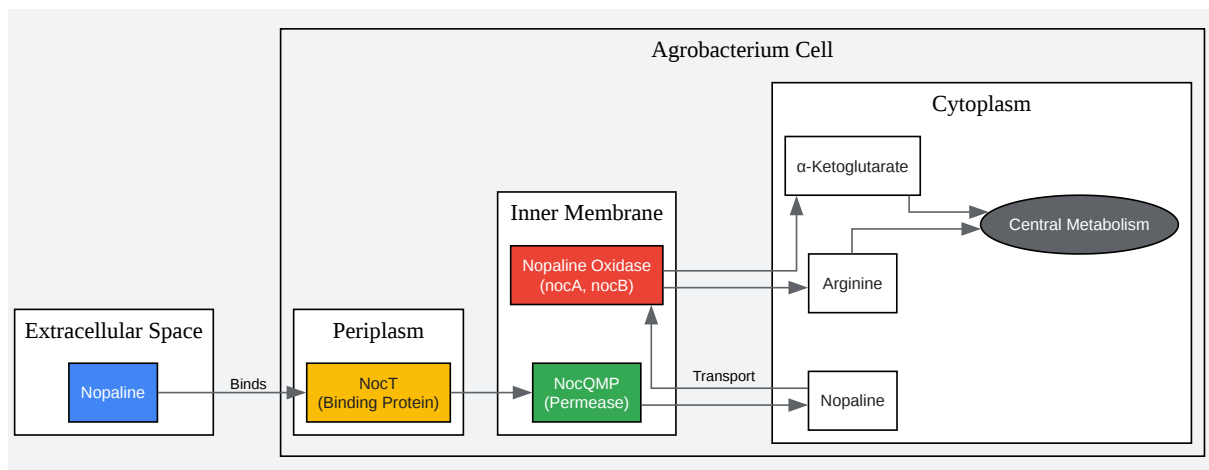 Agrobacterium Cell
Cytoplasm
α-Ketoglutarate
Inner Membrane
Central Metabolism
Nopaline Oxidase
(nocA, nocB)
Arginine
Extracellular Space
Periplasm
Nopaline
Binds
NocT
(Binding Protein)
NocQMP
(Permease)
Transport
Nopaline